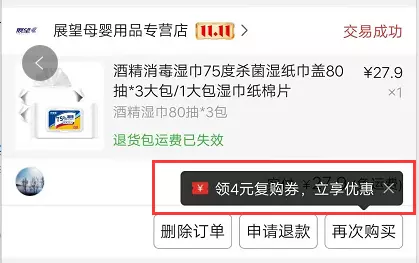 展望 展望母婴用品专营店 11.11 交易成功
酒精消毒湿巾75度杀菌湿纸巾盖80 ¥27.9
抽*3大包/1大包湿巾纸棉片 ×1
酒精湿巾80抽*3包
75%
退货包运费已失效
领4元复购券，立享优惠
删除订单 申请退款 再次购买